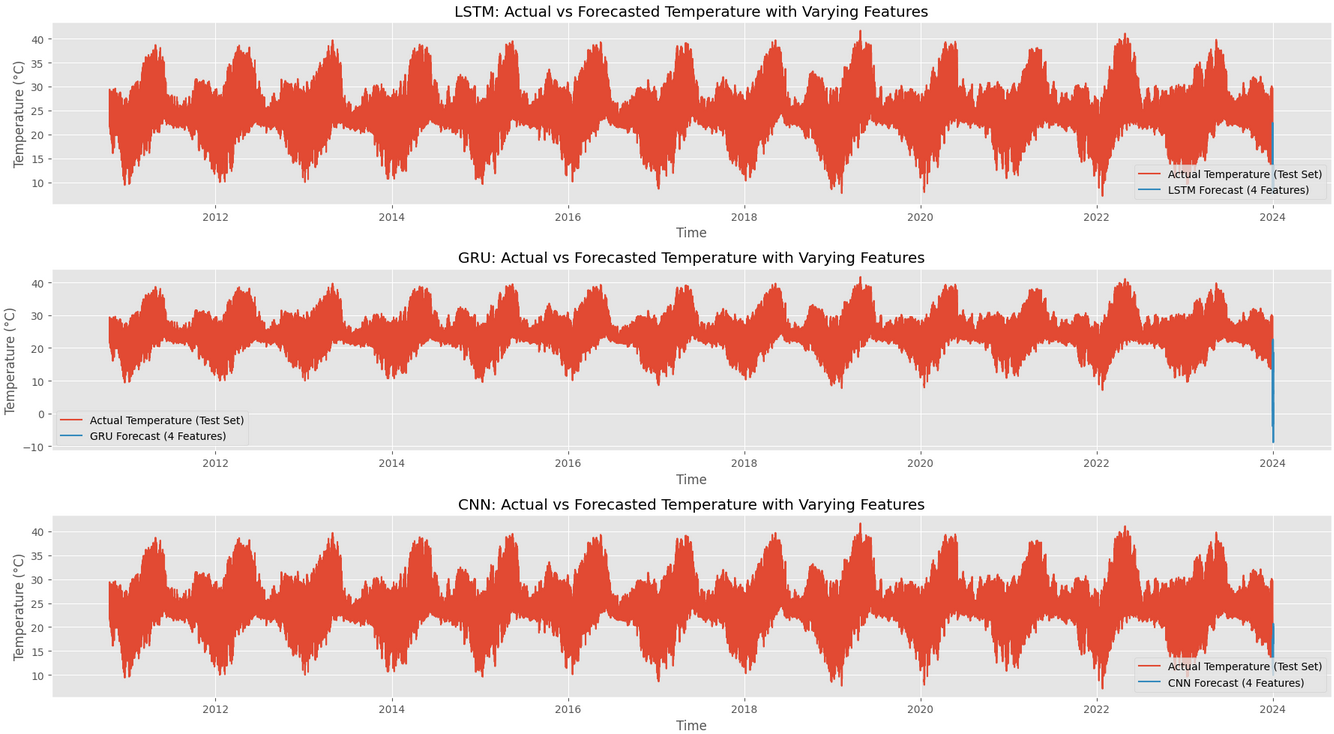 LSTM: Actual vs Forecasted Temperature with Varying Features
Temperature (°C)
40
35
30
25
20
15
10
Actual Temperature (Test Set)
LSTM Forecast (4 Features)
2012 2014 2016 2018 2020 2022 2024
Time
GRU: Actual vs Forecasted Temperature with Varying Features
Temperature (°C)
40
30
20
10
0
−10
Actual Temperature (Test Set)
GRU Forecast (4 Features)
2012 2014 2016 2018 2020 2022 2024
Time
CNN: Actual vs Forecasted Temperature with Varying Features
Temperature (°C)
40
35
30
25
20
15
10
Actual Temperature (Test Set)
CNN Forecast (4 Features)
2012 2014 2016 2018 2020 2022 2024
Time